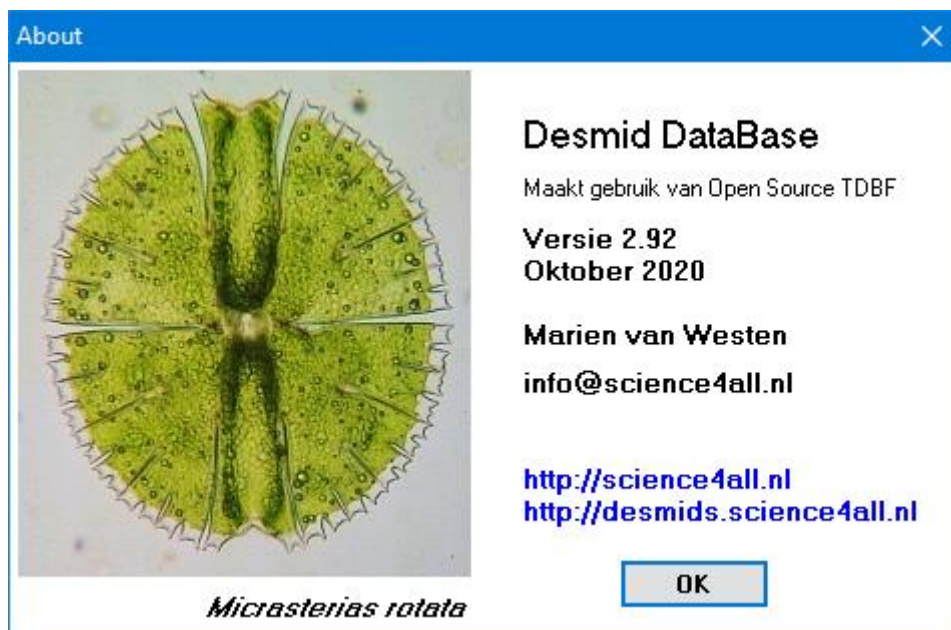 About
Desmid DataBase
Maakt gebruik van Open Source TDBF
Versie 2.92
Oktober 2020
Marien van Westen
info@science4all.nl
http://science4all.nl
http://desmids.science4all.nl
OK
Micrasterias rotata